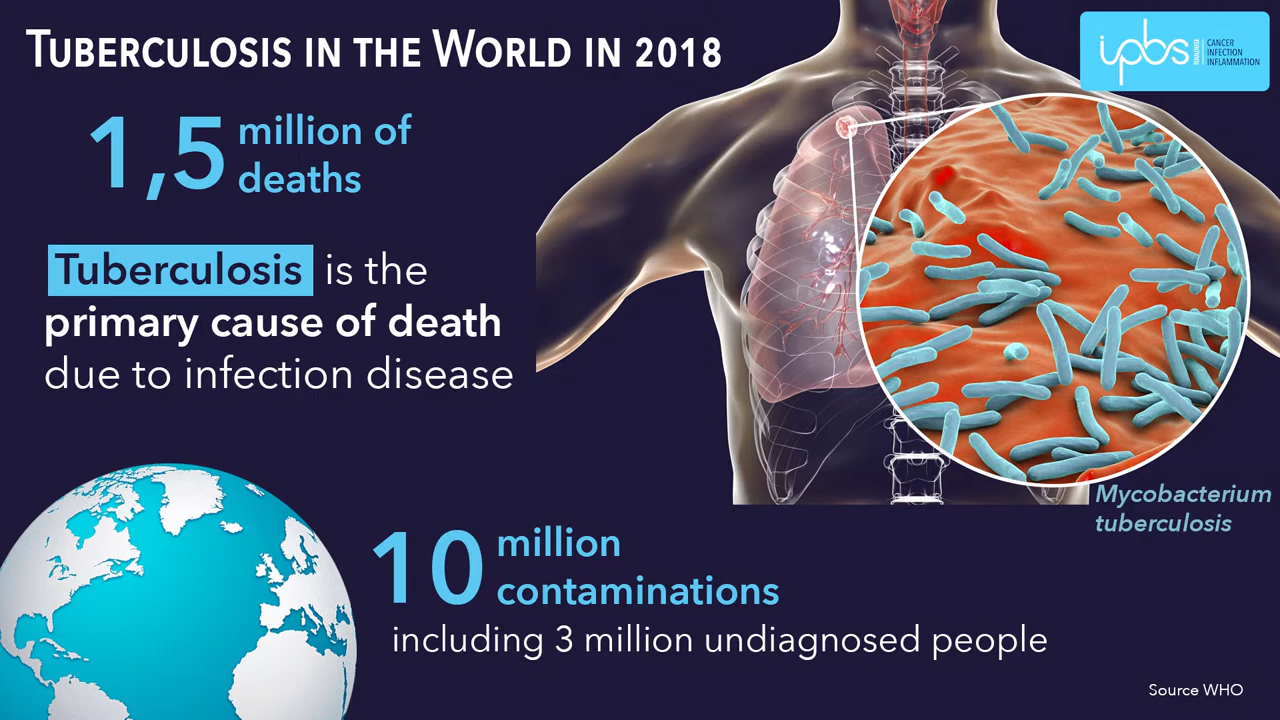 TUBERCULOSIS IN THE WORLD IN 2018
ipbs
TOULOUSE
CANCER
INFECTION
INFLAMMATION
1,5 million of
deaths
Tuberculosis is the
primary cause of death
due to infection disease
Mycobacterium
tuberculosis
10 million
contaminations
including 3 million undiagnosed people
Source WHO